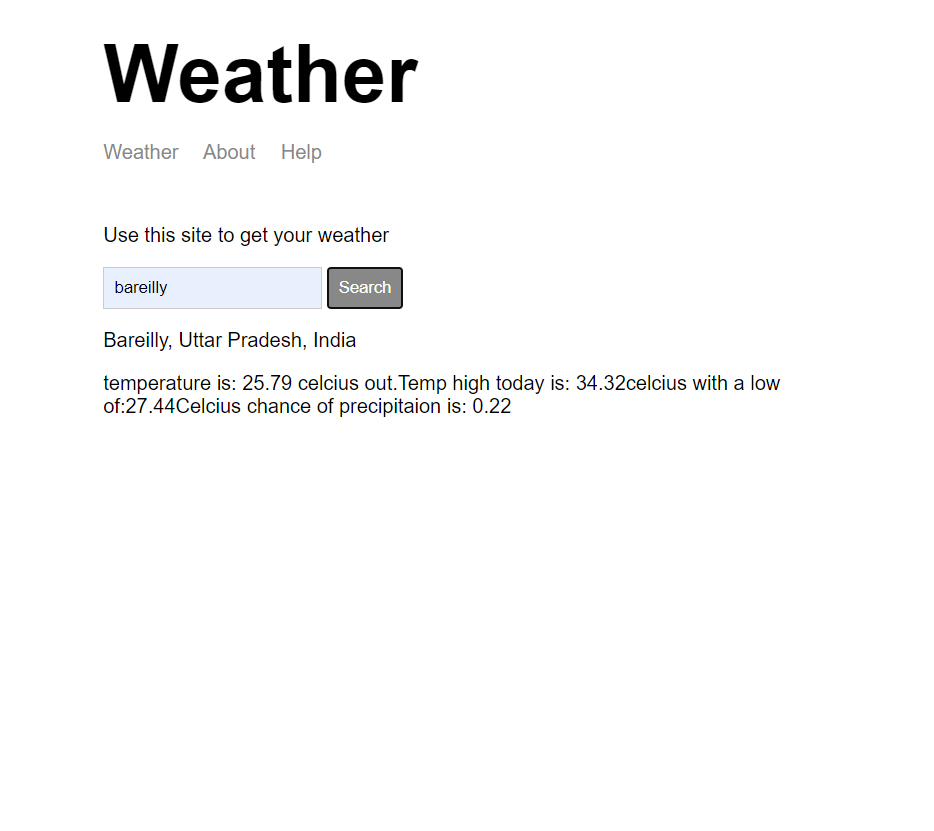 Weather
Weather About Help
Use this site to get your weather
bareilly Search
Bareilly, Uttar Pradesh, India
temperature is: 25.79 celcius out.Temp high today is: 34.32celcius with a low
of:27.44Celcius chance of precipitaion is: 0.22